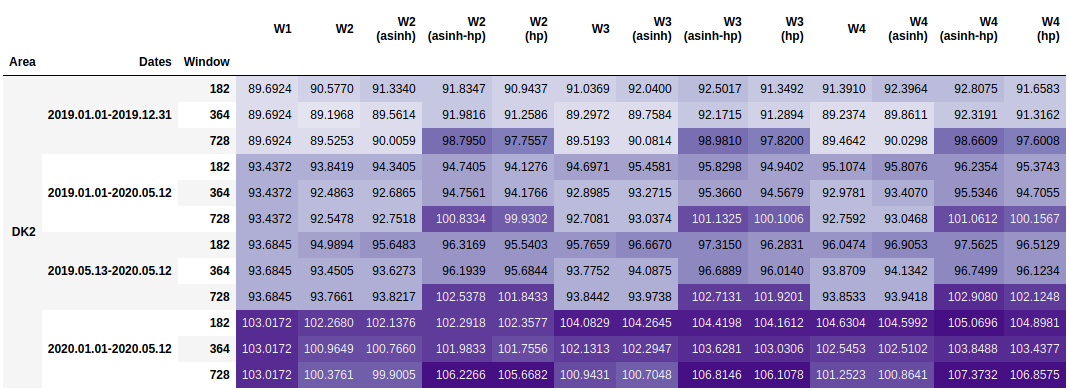 W1 W2 W2 (asinh) W2 (asinh-hp) W2 (hp) W3 W3 (asinh) W3 (asinh-hp) W3 (hp) W4 W4 (asinh) W4 (asinh-hp) W4 (hp)
Area Dates Window
182 89.6924 90.5770 91.3340 91.8347 90.9437 91.0369 92.0400 92.5017 91.3492 91.3910 92.3964 92.8075 91.6583
2019.01.01-2019.12.31 364 89.6924 89.1968 89.5614 91.9816 91.2586 89.2972 89.7584 92.1715 91.2894 89.2374 89.8611 92.3191 91.3162
728 89.6924 89.5253 90.0059 98.7950 97.7557 89.5193 90.0814 98.9810 97.8200 89.4642 90.0298 98.6609 97.6008
182 93.4372 93.8419 94.3405 94.7405 94.1276 94.6971 95.4581 95.8298 94.9402 95.1074 95.8076 96.2354 95.3743
2019.01.01-2020.05.12 364 93.4372 92.4863 92.6865 94.7561 94.1766 92.8985 93.2715 95.3660 94.5679 92.9781 93.4070 95.5346 94.7055
728 93.4372 92.5478 92.7518 100.8334 99.9302 92.7081 93.0374 101.1325 100.1006 92.7592 93.0468 101.0612 100.1567
DK2
182 93.6845 94.9894 95.6483 96.3169 95.5403 95.7659 96.6670 97.3150 96.2831 96.0474 96.9053 97.5625 96.5129
2019.05.13-2020.05.12 364 93.6845 93.4505 93.6273 96.1939 95.6844 93.7752 94.0875 96.6889 96.0140 93.8709 94.1342 96.7499 96.1234
728 93.6845 93.7661 93.8217 102.5378 101.8433 93.8442 93.9738 102.7131 101.9201 93.8533 93.9418 102.9080 102.1248
182 103.0172 102.2680 102.1376 102.2918 102.3577 104.0829 104.2645 104.4198 104.1612 104.6304 104.5992 105.0696 104.8981
2020.01.01-2020.05.12 364 103.0172 100.9649 100.7660 101.9833 101.7556 102.1313 102.2947 103.6281 103.0306 102.5453 102.5102 103.8488 103.4377
728 103.0172 100.3761 99.9005 106.2266 105.6682 100.9431 100.7048 106.8146 106.1078 101.2523 100.8641 107.3732 106.8575